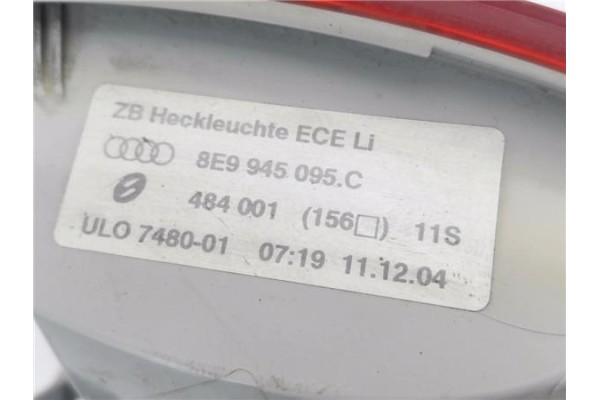 ZB Heckleuchte ECE Li
8E9 945 095.C
484 001 (156□) 11S
ULO 7480-01 07:19 11.12.04